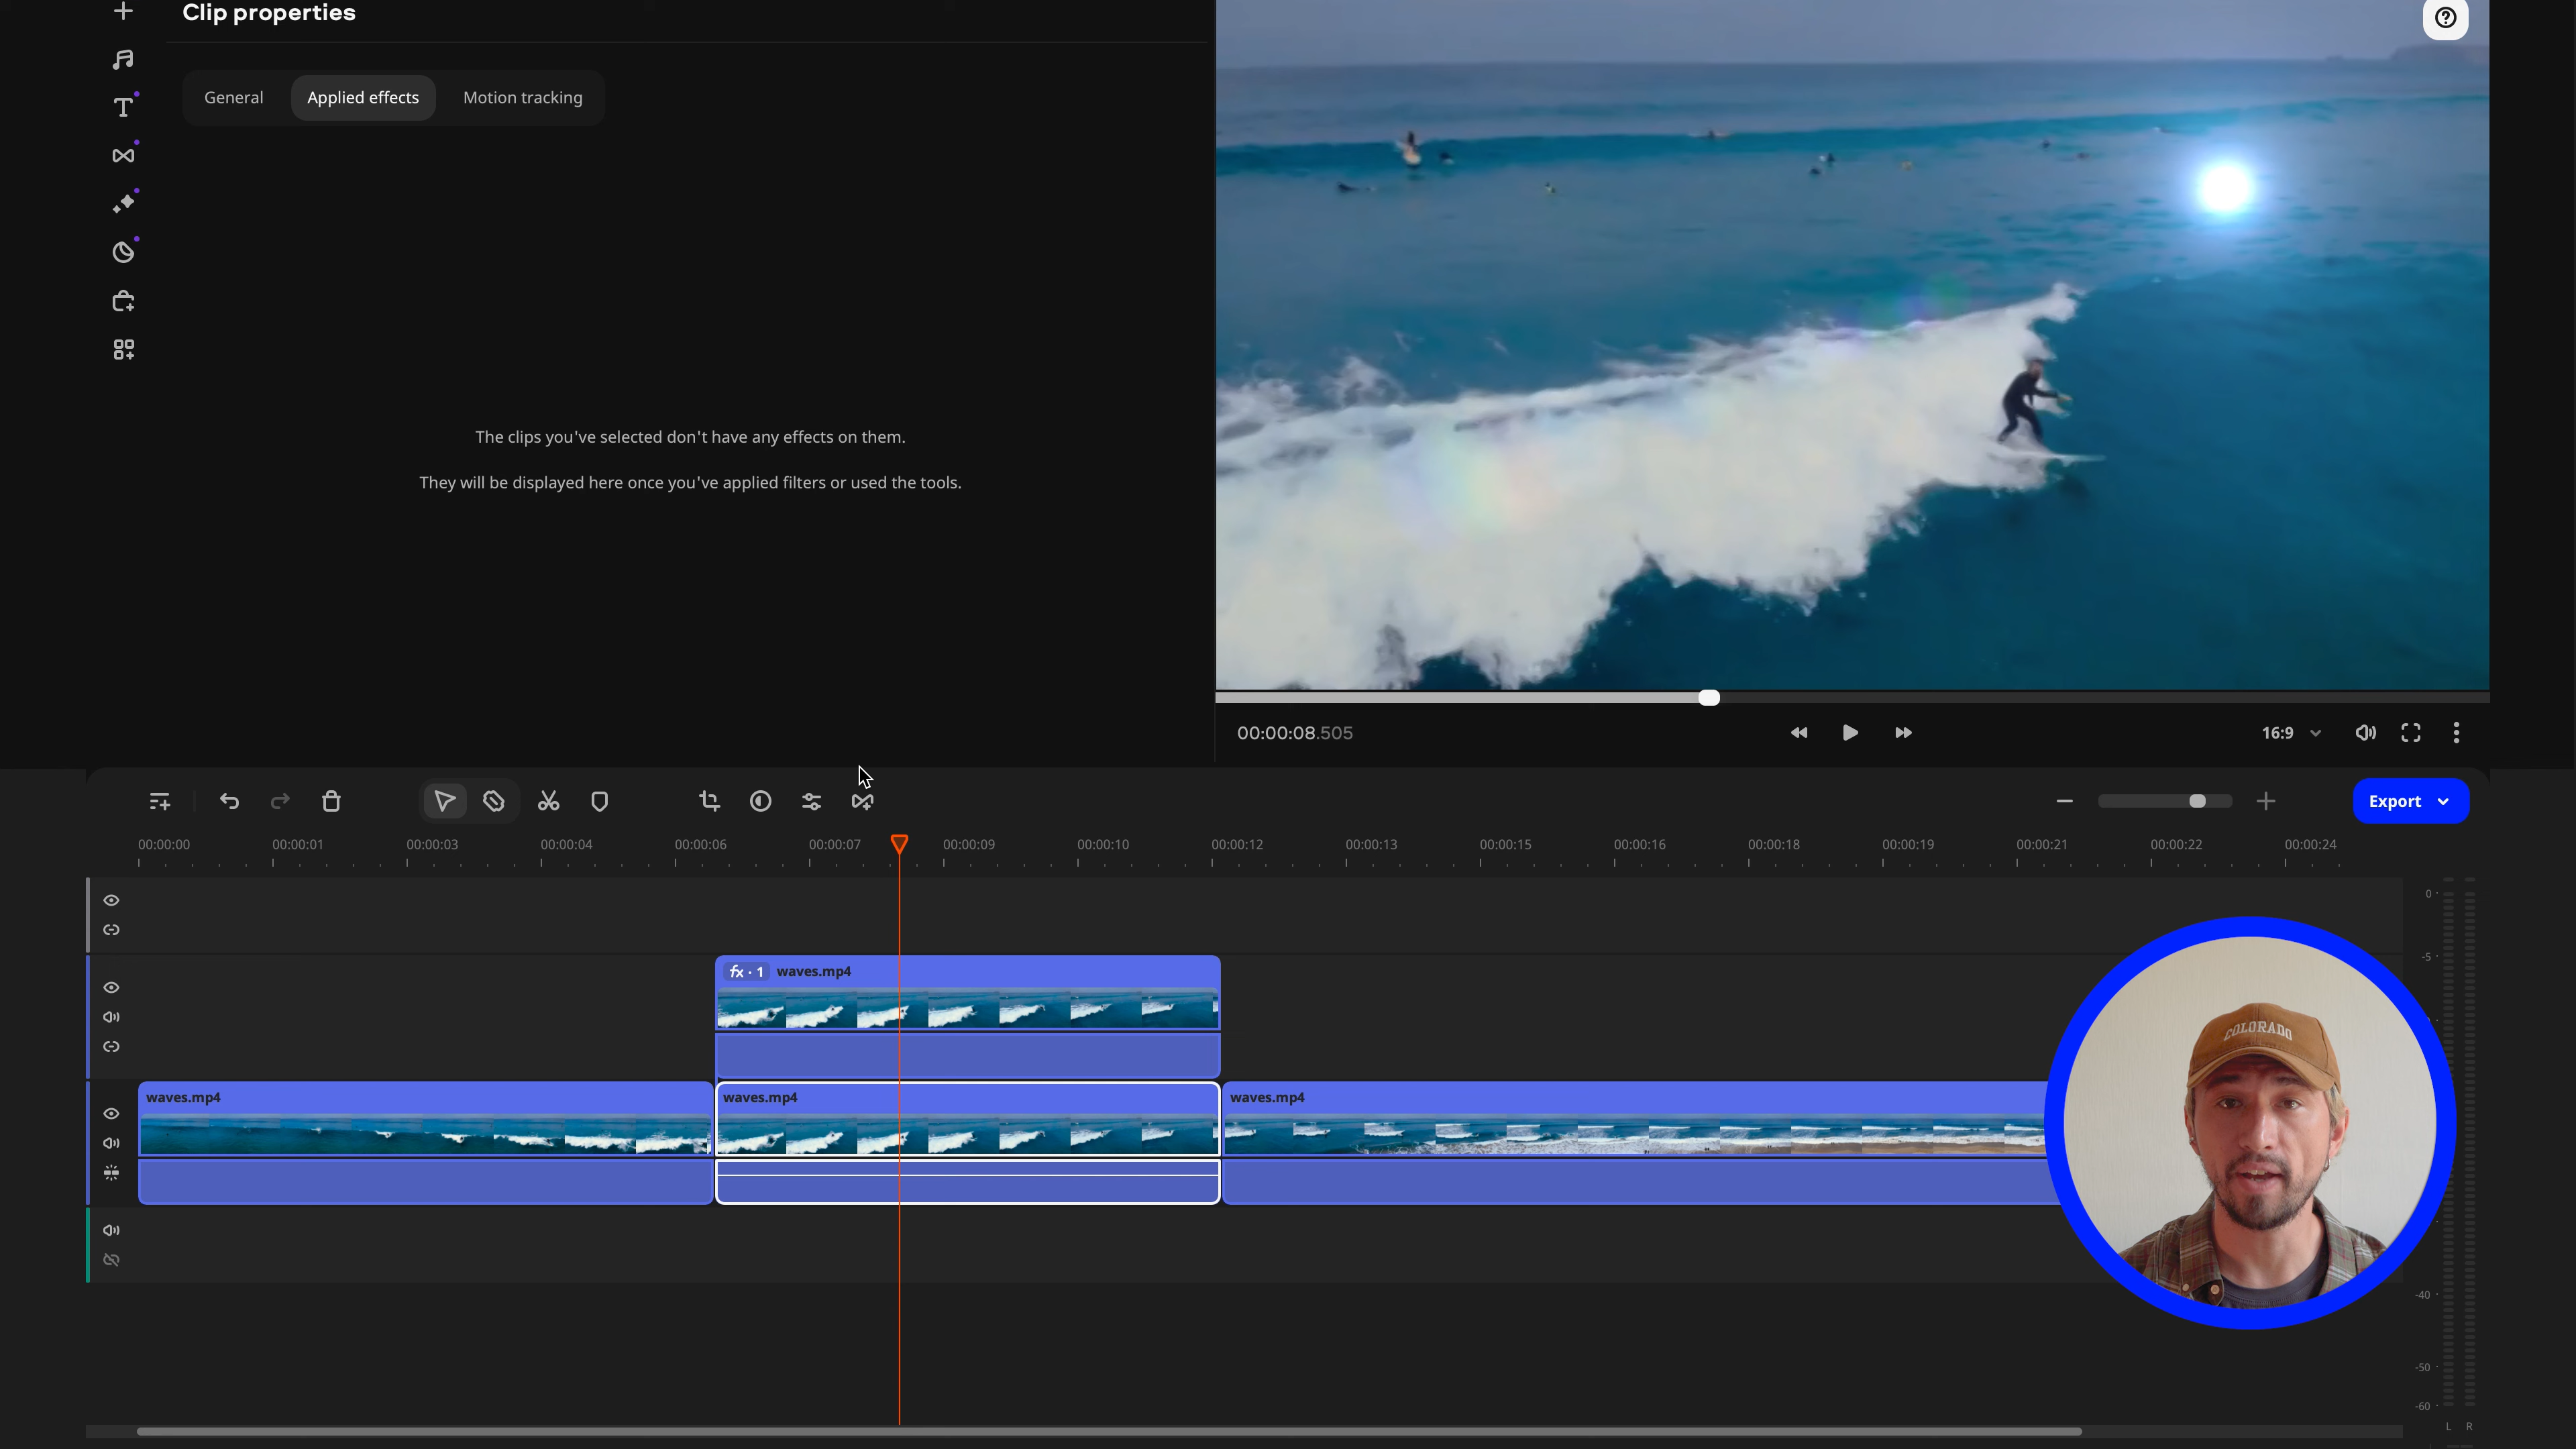 Clip properties
General
Applied effects
Motion tracking
The clips you've selected don't have any effects on them.
They will be displayed here once you've applied filters or used the tools.
00:00:08.505
16:9
Export
00:00:00
00:00:01
00:00:03
00:00:04
00:00:06
00:00:07
00:00:09
00:00:10
00:00:12
00:00:13
00:00:15
00:00:16
00:00:18
00:00:19
00:00:21
00:00:22
00:00:24
0
-5
fx · 1 waves.mp4
COLORADO
waves.mp4
waves.mp4
waves.mp4
-40
-50
-60
L R